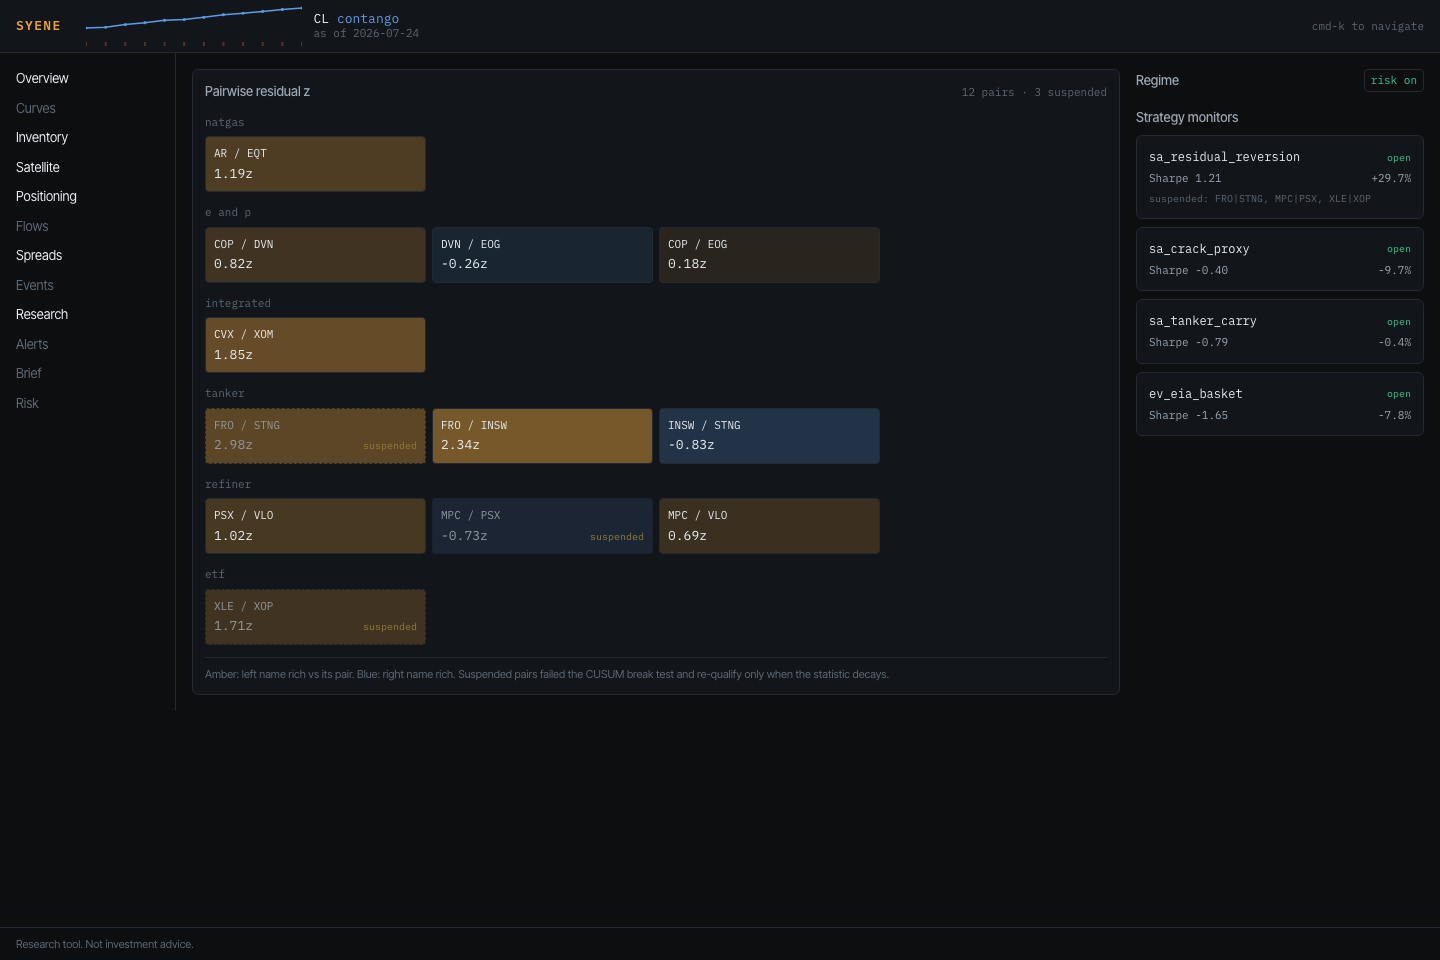 SYENE
CL contango
as of 2026-07-24
cmd-k to navigate
Overview
Curves
Inventory
Satellite
Positioning
Flows
Spreads
Events
Research
Alerts
Brief
Risk
Pairwise residual z
12 pairs · 3 suspended
natgas
AR / EQT
1.19z
e and p
COP / DVN
0.82z
DVN / EOG
-0.26z
COP / EOG
0.18z
integrated
CVX / XOM
1.85z
tanker
FRO / STNG
2.98z suspended
FRO / INSW
2.34z
INSW / STNG
-0.83z
refiner
PSX / VLO
1.02z
MPC / PSX
-0.73z suspended
MPC / VLO
0.69z
etf
XLE / XOP
1.71z suspended
Amber: left name rich vs its pair. Blue: right name rich. Suspended pairs failed the CUSUM break test and re-qualify only when the statistic decays.
Regime risk on
Strategy monitors
sa_residual_reversion open
Sharpe 1.21 +29.7%
suspended: FRO|STNG, MPC|PSX, XLE|XOP
sa_crack_proxy open
Sharpe -0.40 -9.7%
sa_tanker_carry open
Sharpe -0.79 -0.4%
ev_eia_basket open
Sharpe -1.65 -7.8%
Research tool. Not investment advice.